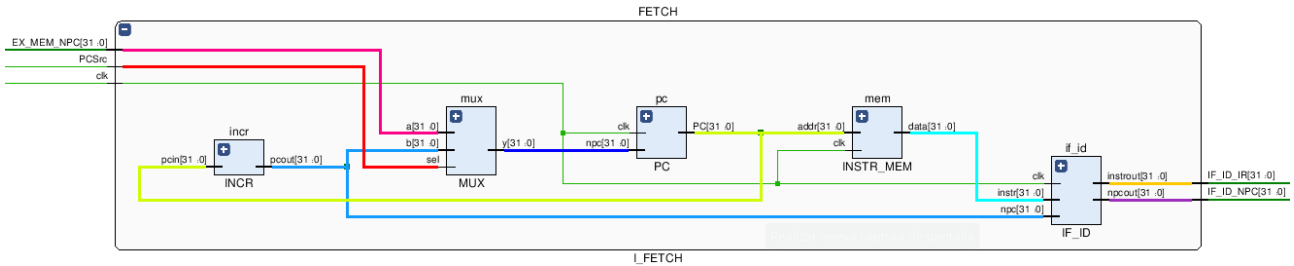 FETCH
EX_MEM_NPC[31 :0]
PCSrc
clk
incr
pcin[31 :0]
pcout[31 :0]
INCR
mux
a[31 :0]
b[31 :0]
sel
y[31 :0]
MUX
pc
clk
npc[31 :0]
PC[31 :0]
PC
mem
addr[31 :0]
clk
data[31 :0]
INSTR_MEM
if_id
clk
instr[31 :0]
npc[31 :0]
instrout[31 :0]
npcout[31 :0]
IF_ID
IF_ID_IR[31 :0]
IF_ID_NPC[31 :0]
I_FETCH